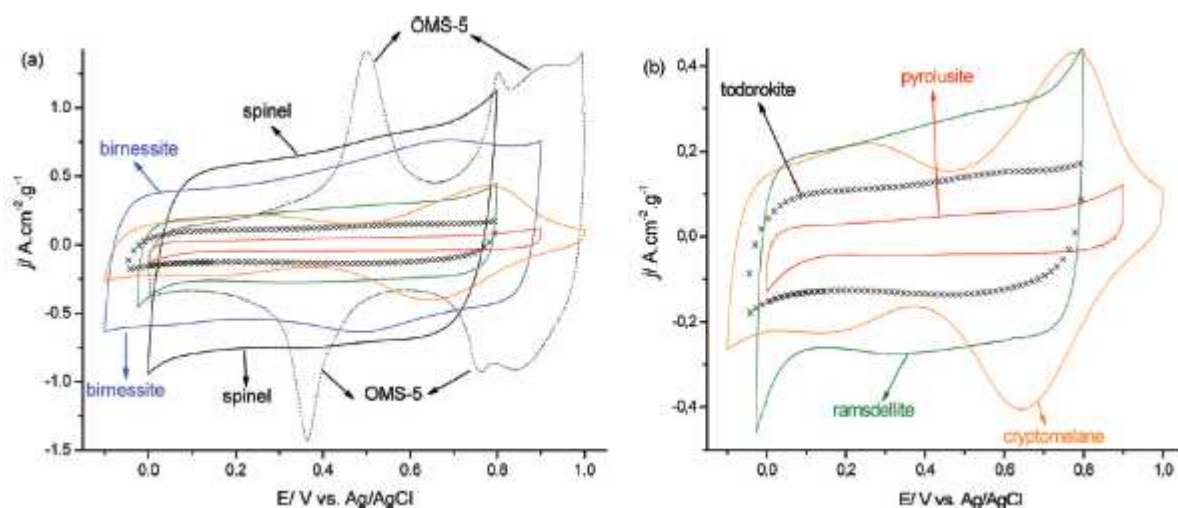 (a)
OMS-5
spinel
birnessite
birnessite
spinel
OMS-5
j/ A.cm-2.g-1
1.0
0.5
0.0
-0.5
-1.0
-1.5
0.0 0.2 0.4 0.6 0.8 1.0
E/ V vs. Ag/AgCl
(b)
todorokite
pyrolusite
ramsdellite
cryptomelane
j/ A.cm-2.g-1
0,4
0,2
0,0
-0,2
-0,4
0,0 0,2 0,4 0,6 0,8 1,0
E/ V vs. Ag/AgCl